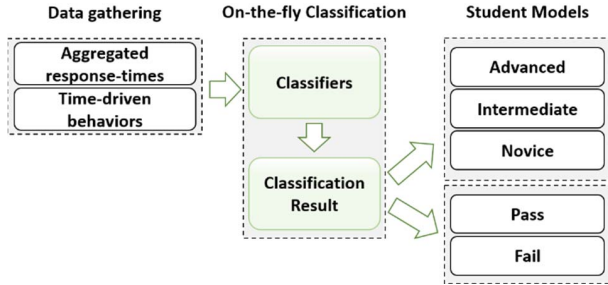 Data gathering
Aggregated
response-times
Time-driven
behaviors
On-the-fly Classification
Classifiers
Classification
Result
Student Models
Advanced
Intermediate
Novice
Pass
Fail